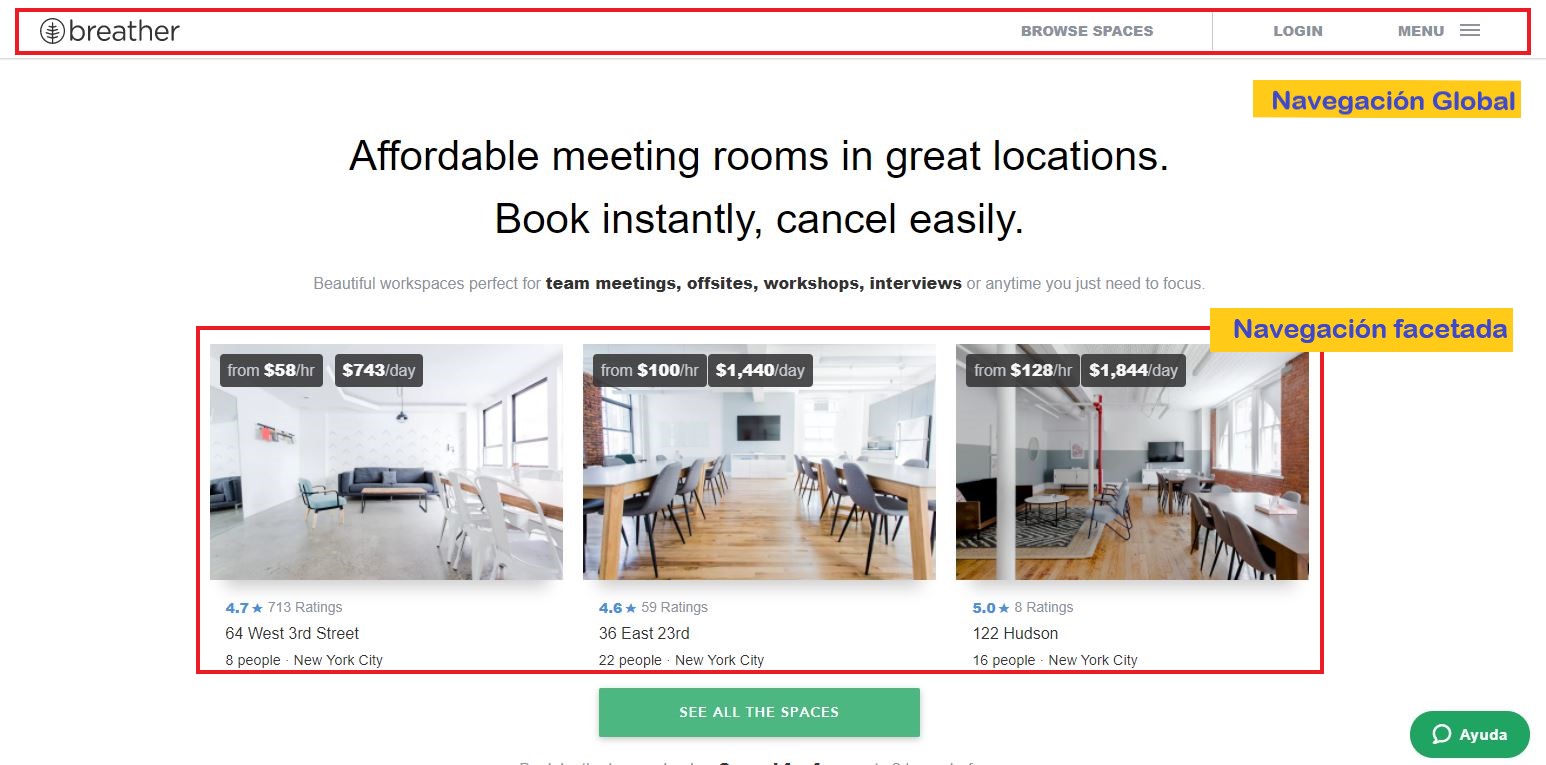 breather
BROWSE SPACES
LOGIN
MENU
Navegación Global
Affordable meeting rooms in great locations.
Book instantly, cancel easily.
Beautiful workspaces perfect for team meetings, offsites, workshops, interviews or anytime you just need to focus.
Navegación facetada
from $58/hr $743/day
from $100/hr $1,440/day
from $128/hr $1,844/day
4.7 ★ 713 Ratings
64 West 3rd Street
8 people · New York City
4.6 ★ 59 Ratings
36 East 23rd
22 people · New York City
5.0 ★ 8 Ratings
122 Hudson
16 people · New York City
SEE ALL THE SPACES
Ayuda